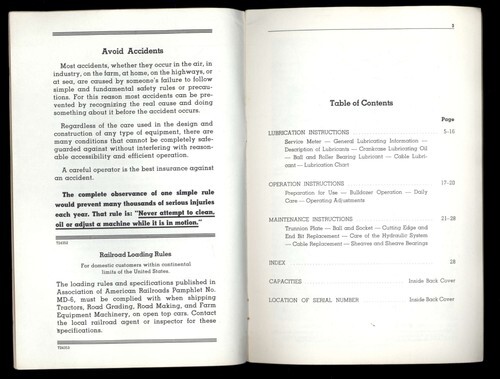 Avoid Accidents
Most accidents, whether they occur in the air, in
industry, on the farm, at home, on the highways, or
at sea, are caused by someone's failure to follow
simple and fundamental safety rules or precau-
tions. For this reason most accidents can be pre-
vented by recognizing the real cause and doing
something about it before the accident occurs.
Regardless of the care used in the design and
construction of any type of equipment, there are
many conditions that cannot be completely safe-
guarded against without interfering with reason-
able accessibility and efficient operation.
A careful operator is the best insurance against
an accident.
The complete observance of one simple rule
would prevent many thousands of serious injuries
each year. That rule is: "Never attempt to clean,
oil or adjust a machine while it is in motion."
Railroad Loading Rules
For domestic customers within continental
limits of the United States.
The loading rules and specifications published in
Association of American Railroads Pamphlet No.
MD-6, must be complied with when shipping
Tractors, Road Grading, Road Making, and Farm
Equipment Machinery, on open top cars. Contact
the local railroad agent or inspector for these
specifications.
Table of Contents
Page
LUBRICATION INSTRUCTIONS 5-16
Service Meter — General Lubricating Information —
Description of Lubricants — Crankcase Lubricating Oil
— Ball and Roller Bearing Lubricant — Cable Lubri-
cant — Lubrication Chart
OPERATION INSTRUCTIONS 17-20
Preparation for Use — Bulldozer Operation — Daily
Care — Operating Adjustments
MAINTENANCE INSTRUCTIONS 21-28
Trunnion Plate — Ball and Socket — Cutting Edge and
End Bit Replacement — Care of the Hydraulic System
— Cable Replacement — Sheaves and Sheave Bearings
INDEX 29
CAPACITIES Inside Back Cover
LOCATION OF SERIAL NUMBER Inside Back Cover